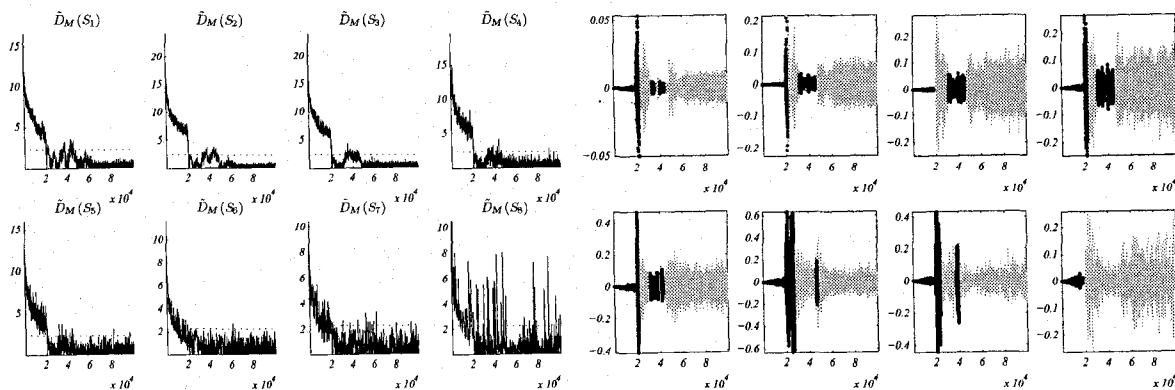 D̃_M(S_1) D̃_M(S_2) D̃_M(S_3) D̃_M(S_4)
15 10 5
20 15 10 5
20 15 10 5
15 10 5
0.05 0 −0.05
0.2 0.1 0 −0.1 −0.2
0.2 0 −0.2
0.2 0.1 0 −0.1 −0.2
2 4 6 8 2 4 6 8 2 4 6 8 2 4 6 8 2 4 6 8 2 4 6 8 2 4 6 8 2 4 6 8
x 10^4 x 10^4 x 10^4 x 10^4 x 10^4 x 10^4 x 10^4 x 10^4
D̃_M(S_5) D̃_M(S_6) D̃_M(S_7) D̃_M(S_8)
15 10 5
10 8 6 4 2
10 8 6 4 2
10 8 6 4 2
0.4 0.2 0 −0.2 −0.4
0.6 0.4 0.2 0 −0.2 −0.4 −0.6
0.4 0.2 0 −0.2 −0.4
0.2 0.1 0 −0.1 −0.2
2 4 6 8 2 4 6 8 2 4 6 8 2 4 6 8 2 4 6 8 2 4 6 8 2 4 6 8 2 4 6 8
x 10^4 x 10^4 x 10^4 x 10^4 x 10^4 x 10^4 x 10^4 x 10^4